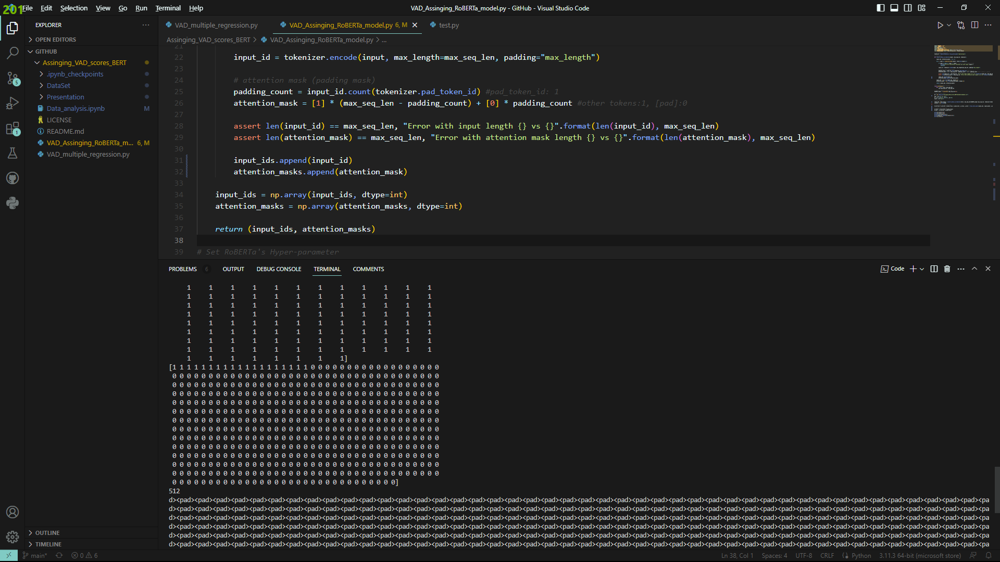 201
File Edit Selection View Go Run Terminal Help
VAD_Assinging_RoBERTa_model.py - GitHub - Visual Studio Code
EXPLORER
OPEN EDITORS
GITHUB
Assinging_VAD_scores_BERT
.ipynb_checkpoints
DataSet
Presentation
Data_analysis.ipynb M
LICENSE
README.md
VAD_Assinging_RoBERTa_m... 6, M
VAD_multiple_regression.py
OUTLINE
TIMELINE
5
1
VAD_multiple_regression.py VAD_Assinging_RoBERTa_model.py 6, M test.py
Assinging_VAD_scores_BERT > VAD_Assinging_RoBERTa_model.py > ...
21
22 input_id = tokenizer.encode(input, max_length=max_seq_len, padding="max_length")
23
24 # attention mask (padding mask)
25 padding_count = input_id.count(tokenizer.pad_token_id) #pad_token_id: 1
26 attention_mask = [1] * (max_seq_len - padding_count) + [0] * padding_count #other tokens:1, [pad]:0
27
28 assert len(input_id) == max_seq_len, "Error with input length {} vs {}".format(len(input_id), max_seq_len)
29 assert len(attention_mask) == max_seq_len, "Error with attention mask length {} vs {}".format(len(attention_mask), max_seq_len)
30
31 input_ids.append(input_id)
32 attention_masks.append(attention_mask)
33
34 input_ids = np.array(input_ids, dtype=int)
35 attention_masks = np.array(attention_masks, dtype=int)
36
37 return (input_ids, attention_masks)
38
39 # Set RoBERTa's Hyper-parameter
PROBLEMS 6 OUTPUT DEBUG CONSOLE TERMINAL COMMENTS
Code
1 1 1 1 1 1 1 1 1 1 1 1
1 1 1 1 1 1 1 1 1 1 1 1
1 1 1 1 1 1 1 1 1 1 1 1
1 1 1 1 1 1 1 1 1 1 1 1
1 1 1 1 1 1 1 1 1 1 1 1
1 1 1 1 1 1 1 1 1 1 1 1
1 1 1 1 1 1 1 1 1 1 1 1
1 1 1 1 1 1 1 1 1 1 1 1
1 1 1 1 1 1 1 1]
[1 1 1 1 1 1 1 1 1 1 1 1 1 1 1 1 1 1 1 0 0 0 0 0 0 0 0 0 0 0 0 0 0 0 0 0 0
0 0 0 0 0 0 0 0 0 0 0 0 0 0 0 0 0 0 0 0 0 0 0 0 0 0 0 0 0 0 0 0 0 0 0 0 0
0 0 0 0 0 0 0 0 0 0 0 0 0 0 0 0 0 0 0 0 0 0 0 0 0 0 0 0 0 0 0 0 0 0 0 0 0
0 0 0 0 0 0 0 0 0 0 0 0 0 0 0 0 0 0 0 0 0 0 0 0 0 0 0 0 0 0 0 0 0 0 0 0 0
0 0 0 0 0 0 0 0 0 0 0 0 0 0 0 0 0 0 0 0 0 0 0 0 0 0 0 0 0 0 0 0 0 0 0 0 0
0 0 0 0 0 0 0 0 0 0 0 0 0 0 0 0 0 0 0 0 0 0 0 0 0 0 0 0 0 0 0 0 0 0 0 0 0
0 0 0 0 0 0 0 0 0 0 0 0 0 0 0 0 0 0 0 0 0 0 0 0 0 0 0 0 0 0 0 0 0 0 0 0 0
0 0 0 0 0 0 0 0 0 0 0 0 0 0 0 0 0 0 0 0 0 0 0 0 0 0 0 0 0 0 0 0 0 0 0 0 0
0 0 0 0 0 0 0 0 0 0 0 0 0 0 0 0 0 0 0 0 0 0 0 0 0 0 0 0 0 0 0 0 0 0 0 0 0
0 0 0 0 0 0 0 0 0 0 0 0 0 0 0 0 0 0 0 0 0 0 0 0 0 0 0 0 0 0 0 0 0 0 0 0 0
0 0 0 0 0 0 0 0 0 0 0 0 0 0 0 0 0 0 0 0 0 0 0 0 0 0 0 0 0 0 0 0 0 0 0 0 0
0 0 0 0 0 0 0 0 0 0 0 0 0 0 0 0 0 0 0 0 0 0 0 0 0 0 0 0 0 0 0 0 0 0 0 0 0
0 0 0 0 0 0 0 0 0 0 0 0 0 0 0 0 0 0 0 0 0 0 0 0 0 0 0 0 0 0 0 0 0 0 0 0 0
0 0 0 0 0 0 0 0 0 0 0 0 0 0 0 0 0 0 0 0 0 0 0 0 0 0 0 0 0 0 0]
512
d><pad><pad><pad><pad><pad><pad><pad><pad><pad><pad><pad><pad><pad><pad><pad><pad><pad><pad><pad><pad><pad><pad><pad><pad><pad><pad><pad><pad><pad><pad><pad><pad><pad><pad><pad><pad><pad><pad><pad><pad><pad><pad><pad><pad><pa
d><pad><pad><pad><pad><pad><pad><pad><pad><pad><pad><pad><pad><pad><pad><pad><pad><pad><pad><pad><pad><pad><pad><pad><pad><pad><pad><pad><pad><pad><pad><pad><pad><pad><pad><pad><pad><pad><pad><pad><pad><pad><pad><pad><pad><pa
d><pad><pad><pad><pad><pad><pad><pad><pad><pad><pad><pad><pad><pad><pad><pad><pad><pad><pad><pad><pad><pad><pad><pad><pad><pad><pad><pad><pad><pad><pad><pad><pad><pad><pad><pad><pad><pad><pad><pad><pad><pad><pad><pad><pad><pa
d><pad><pad><pad><pad><pad><pad><pad><pad><pad><pad><pad><pad><pad><pad><pad><pad><pad><pad><pad><pad><pad><pad><pad><pad><pad><pad><pad><pad><pad><pad><pad><pad><pad><pad><pad><pad><pad><pad><pad><pad><pad><pad><pad><pad><pa
d><pad><pad><pad><pad><pad><pad><pad><pad><pad><pad><pad><pad><pad><pad><pad><pad><pad><pad><pad><pad><pad><pad><pad><pad><pad><pad><pad><pad><pad><pad><pad><pad><pad><pad><pad><pad><pad><pad><pad><pad><pad><pad><pad><pad><pa
d><pad><pad><pad><pad><pad><pad><pad><pad><pad><pad><pad><pad><pad><pad><pad><pad><pad><pad><pad><pad><pad><pad><pad><pad><pad><pad><pad><pad><pad><pad><pad><pad><pad><pad><pad><pad><pad><pad><pad><pad><pad><pad><pad><pad><pa
main* 0 6 Ln 38, Col 1 Spaces: 4 UTF-8 CRLF Python 3.11.3 64-bit (microsoft store)